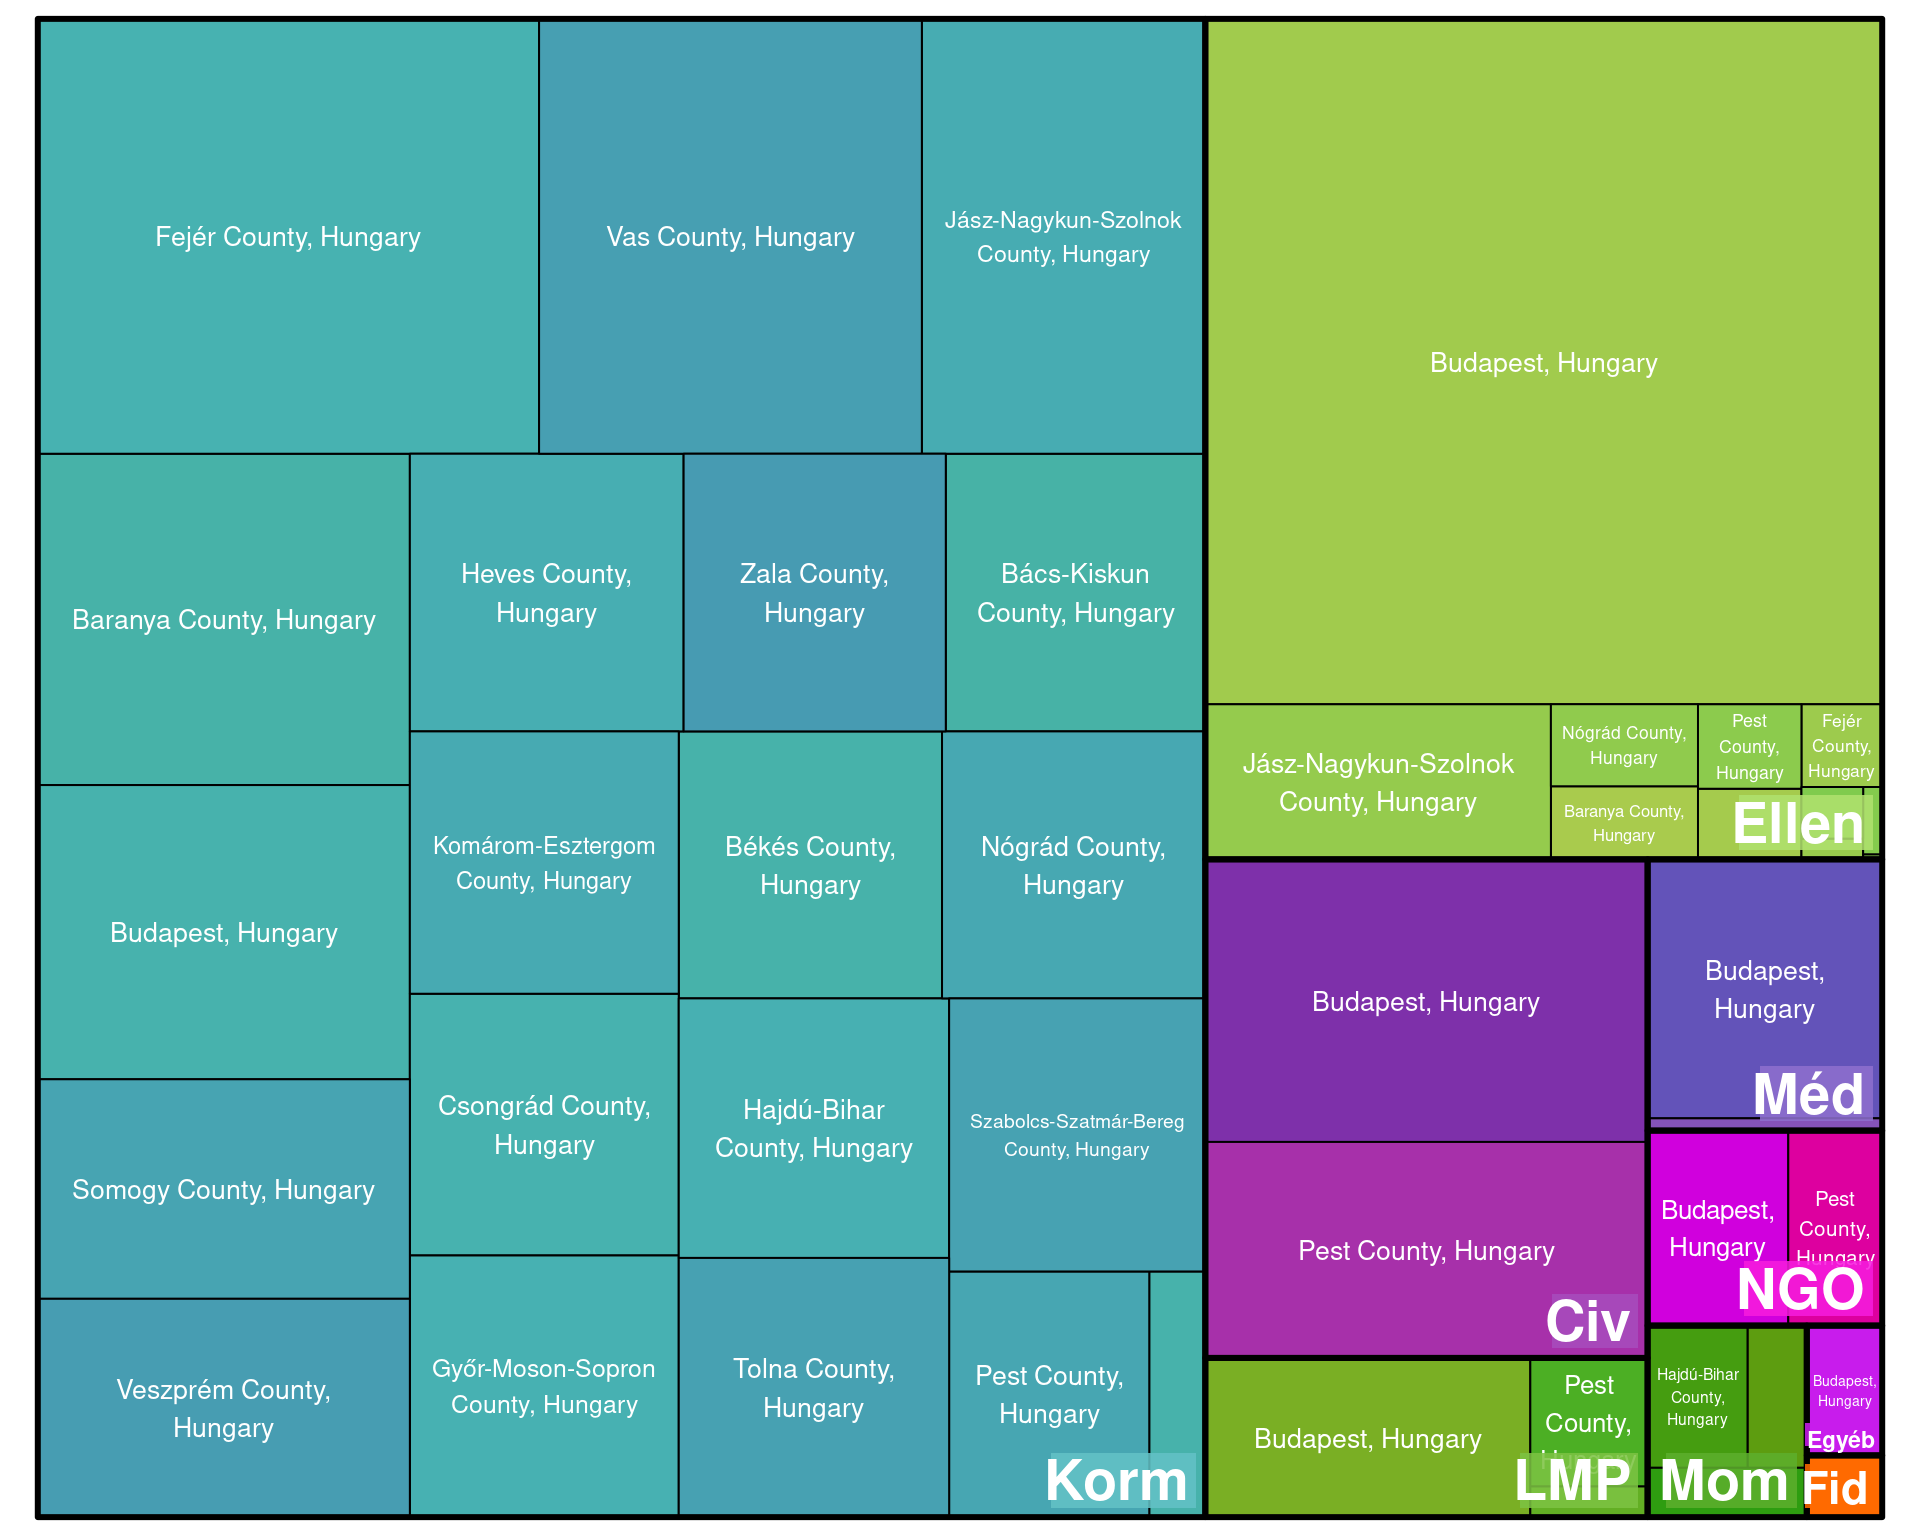 Fejér County, Hungary
Vas County, Hungary
Jász-Nagykun-Szolnok
County, Hungary
Baranya County, Hungary
Heves County,
Hungary
Zala County,
Hungary
Bács-Kiskun
County, Hungary
Budapest, Hungary
Komárom-Esztergom
County, Hungary
Békés County,
Hungary
Nógrád County,
Hungary
Somogy County, Hungary
Csongrád County,
Hungary
Hajdú-Bihar
County, Hungary
Szabolcs-Szatmár-Bereg
County, Hungary
Veszprém County,
Hungary
Győr-Moson-Sopron
County, Hungary
Tolna County,
Hungary
Pest County,
Hungary
Korm
Budapest, Hungary
Jász-Nagykun-Szolnok
County, Hungary
Nógrád County,
Hungary
Baranya County,
Hungary
Pest
County,
Hungary
Fejér
County,
Hungary
Ellen
Budapest, Hungary
Pest County, Hungary
Civ
Budapest,
Hungary
Méd
Budapest,
Hungary
Pest
County,
Hungary
NGO
Budapest, Hungary
Pest
County,
Hungary
LMP
Hajdú-Bihar
County,
Hungary
Mom
Budapest,
Hungary
Egyéb
Fid